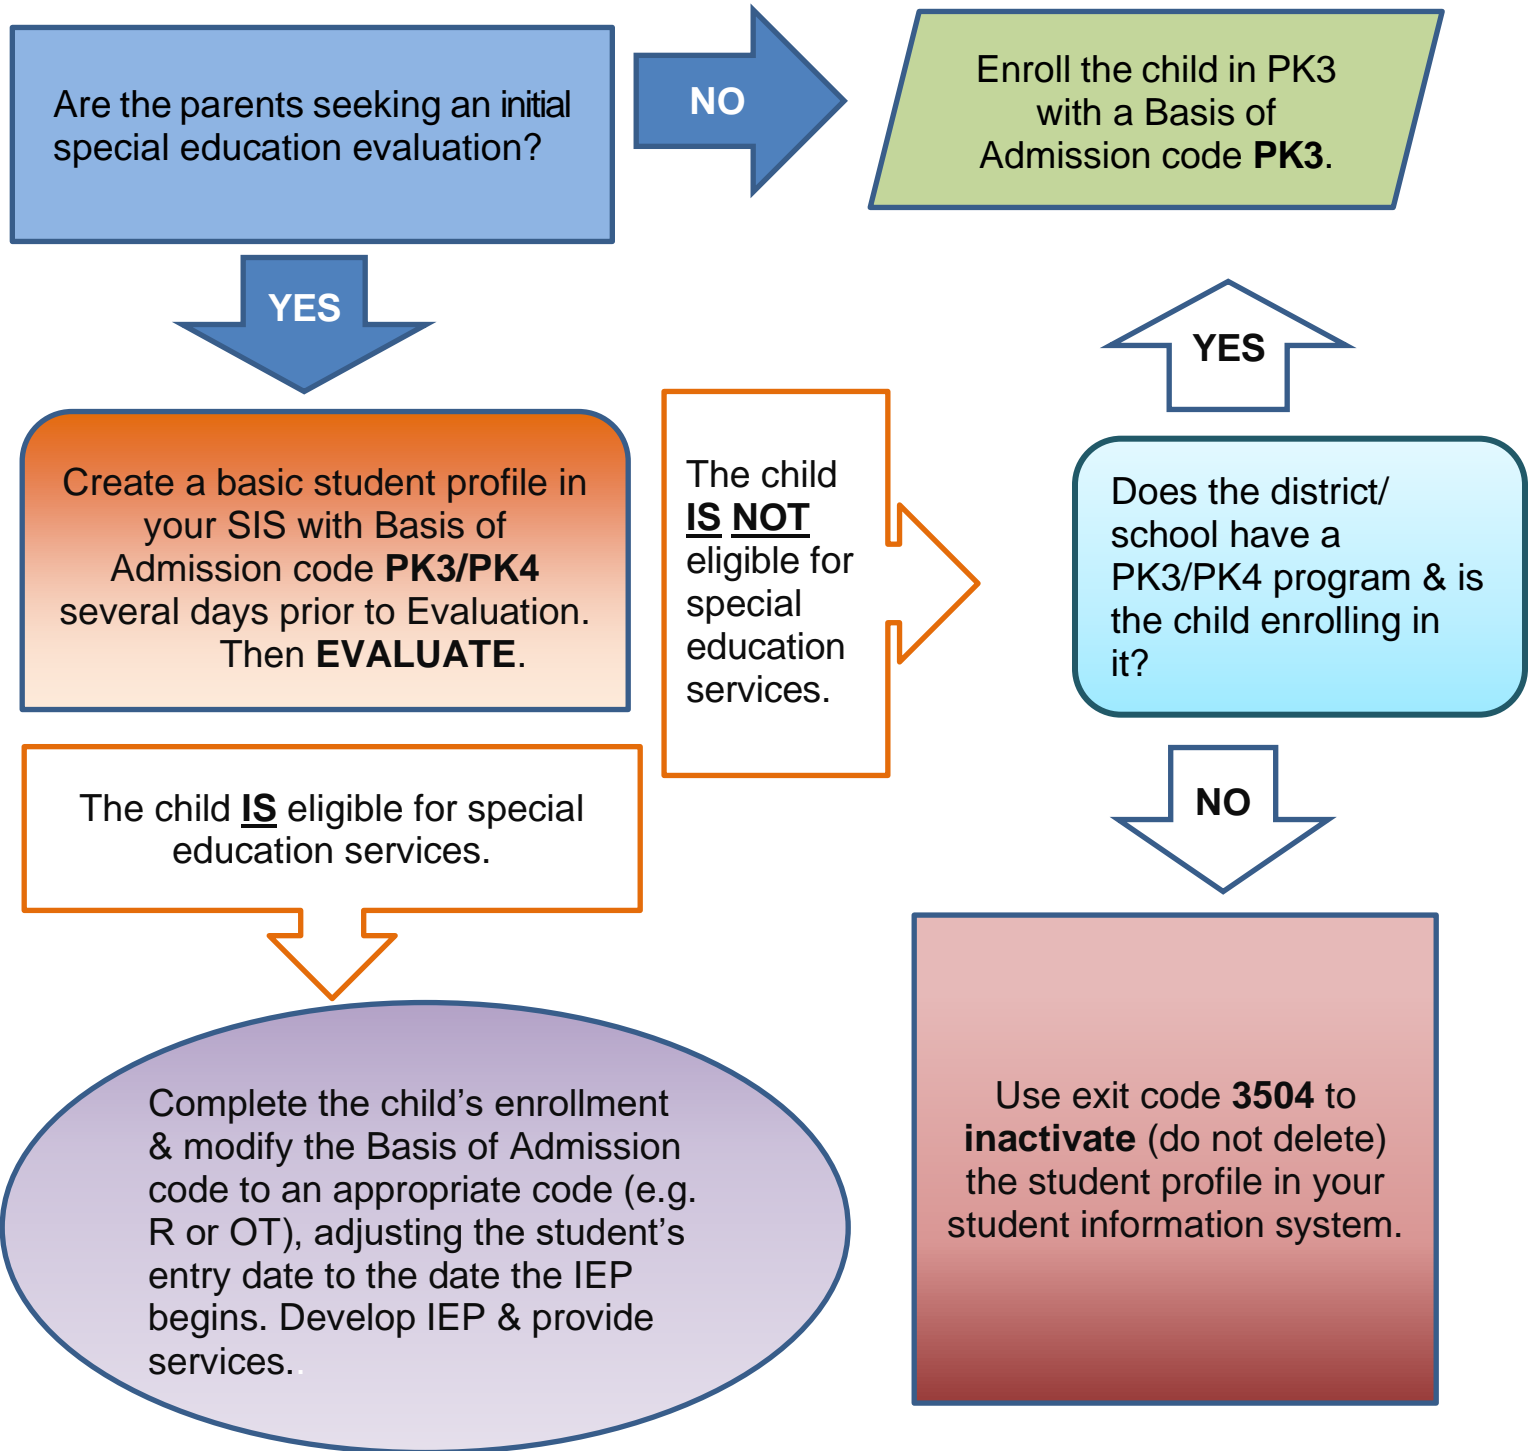 Are the parents seeking an initial
special education evaluation?
NO
Enroll the child in PK3
with a Basis of
Admission code PK3.
YES
YES
Create a basic student profile in
your SIS with Basis of
Admission code PK3/PK4
several days prior to Evaluation.
Then EVALUATE.
The child
IS NOT
eligible for
special
education
services.
Does the district/
school have a
PK3/PK4 program & is
the child enrolling in
it?
The child IS eligible for special
education services.
NO
Complete the child’s enrollment
& modify the Basis of Admission
code to an appropriate code (e.g.
R or OT), adjusting the student’s
entry date to the date the IEP
begins. Develop IEP & provide
services..
Use exit code 3504 to
inactivate (do not delete)
the student profile in your
student information system.